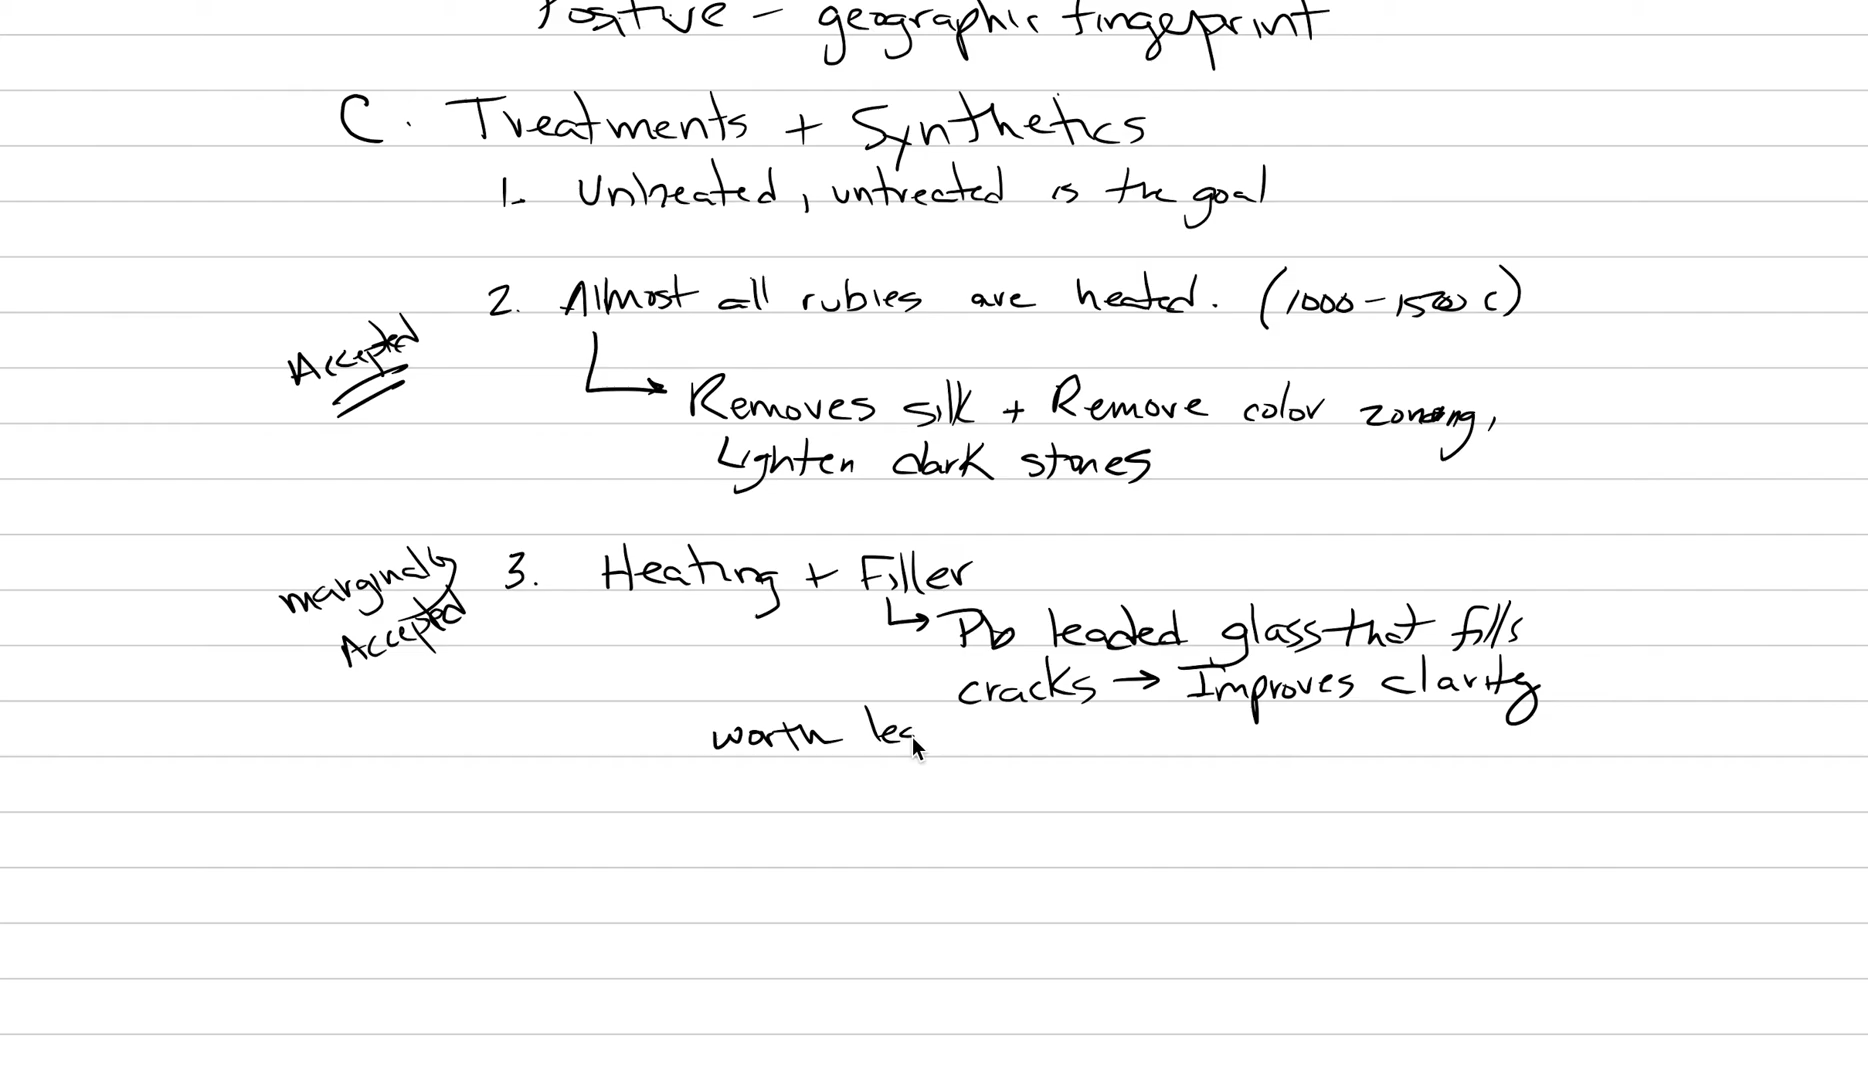 Positive - geographic fingerprint
C. Treatments + Synthetics
1. Unheated, untreated is the goal
2. Almost all rubies are heated. (1000-1500 C)
Accepted
Removes silk + Remove color zoning,
Lighten dark stones
marginally
Accepted
3. Heating + Filler
Pb leaded glass that fills
cracks → Improves clarity
worth les